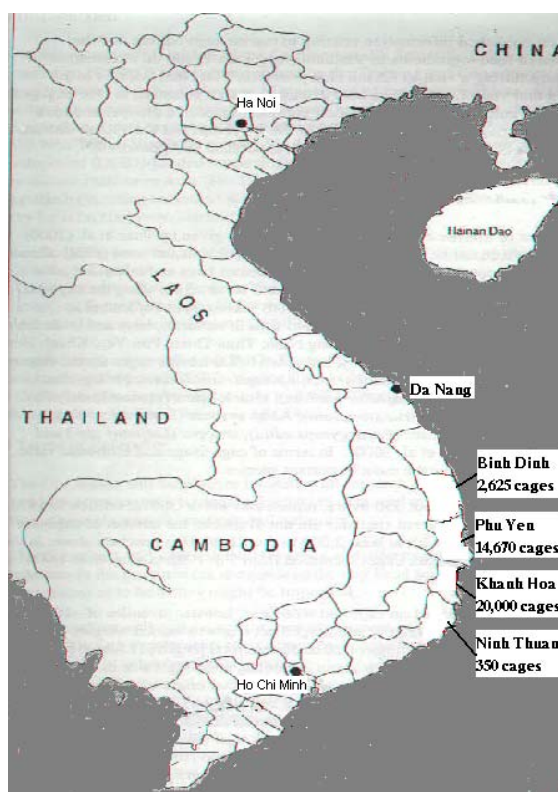 CHINA
Ha Noi
Hainan Dao
LAOS
Da Nang
THAILAND
Binh Dinh
2,625 cages
Phu Yen
14,670 cages
CAMBODIA
Khanh Hoa
20,000 cages
Ninh Thuan
350 cages
Ho Chi Minh